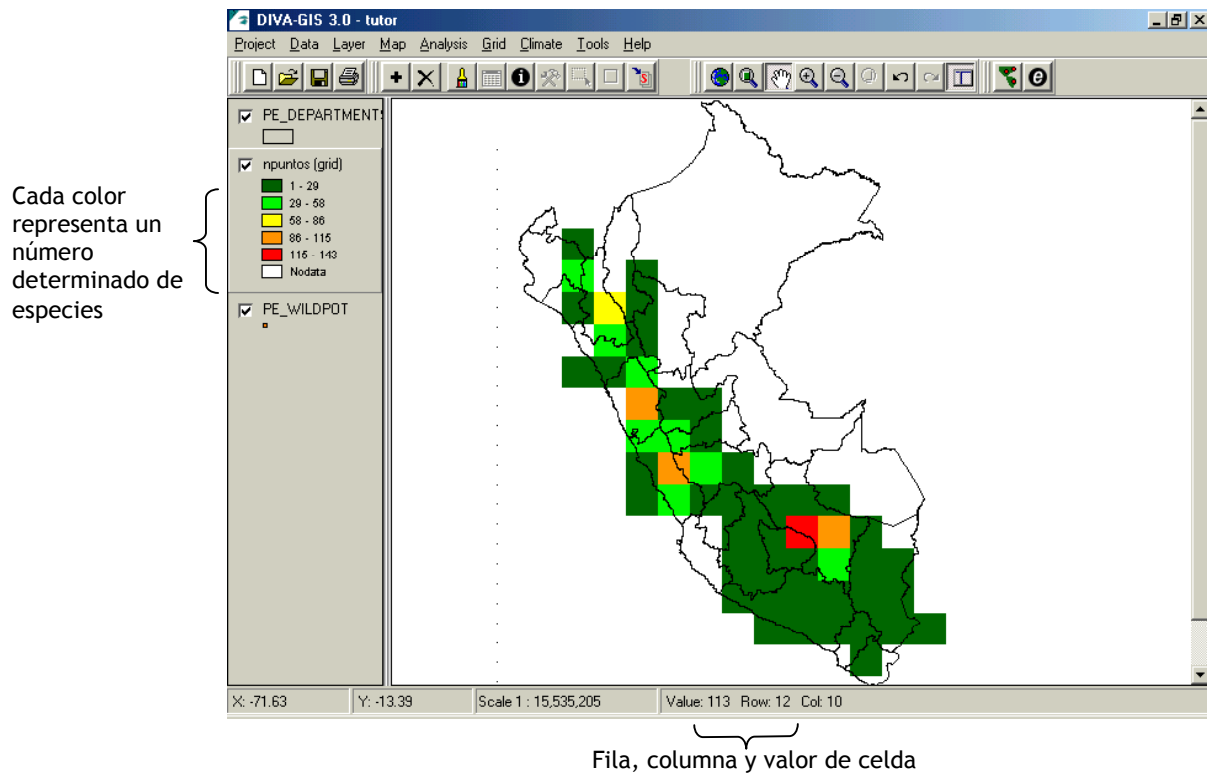 DIVA-GIS 3.0 - tutor
Project Data Layer Map Analysis Grid Climate Tools Help
PE_DEPARTMENTS
npuntos (grid)
1 - 29
29 - 58
58 - 86
86 - 115
115 - 143
Nodata
PE_WILDPOT
Cada color
representa un
número
determinado de
especies
X: -71.63 Y: -13.39 Scale 1 : 15,535,205 Value: 113 Row: 12 Col: 10
Fila, columna y valor de celda